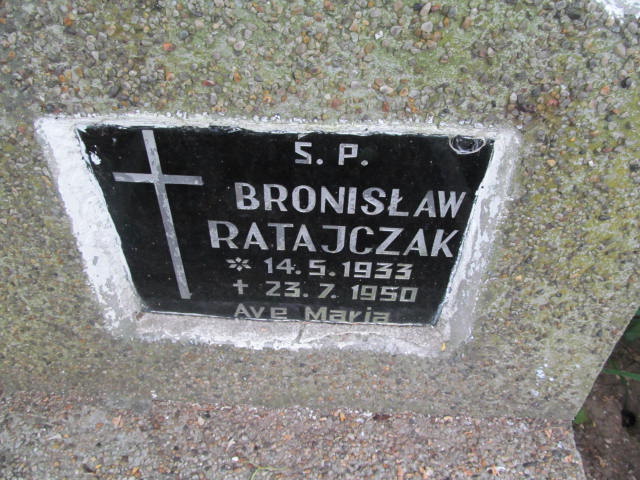 Ś. P.
BRONISŁAW
RATAJCZAK
* 14.5.1933
+ 23.7.1950
Ave Maria